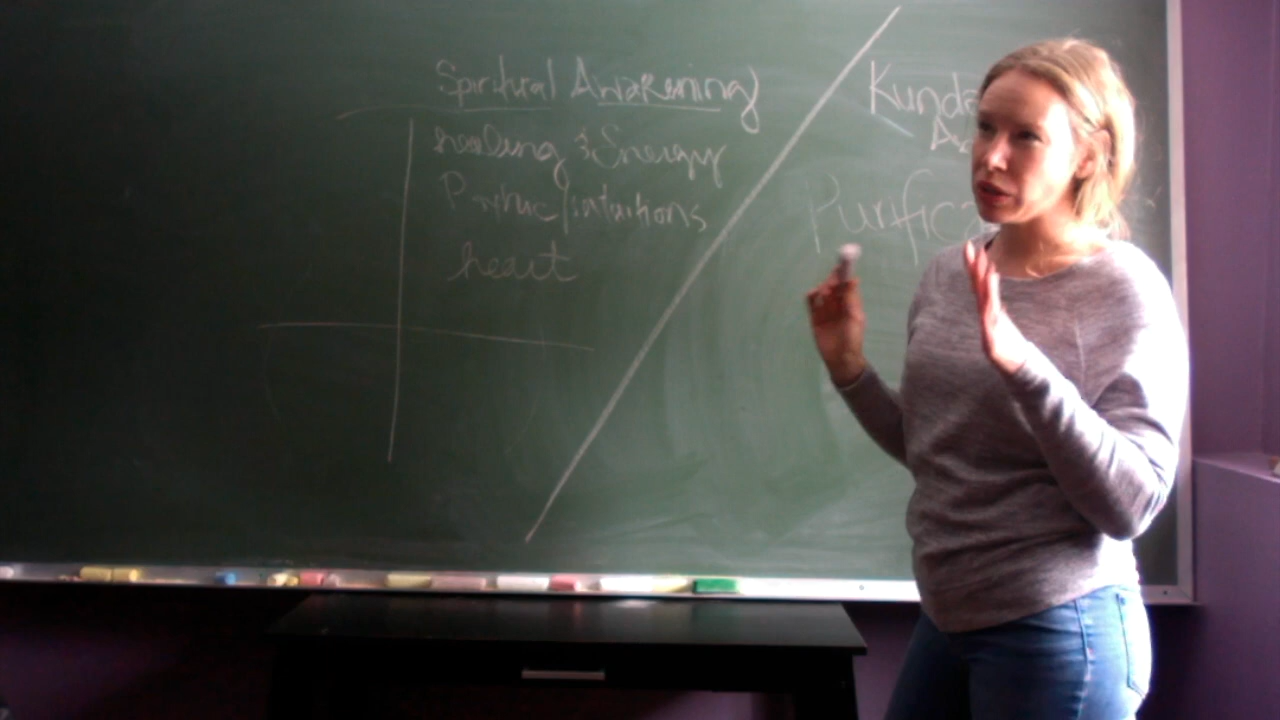 Spiritual Awakening
healing & Energy
Psychic/intuitions
heart
Kunda
Purific